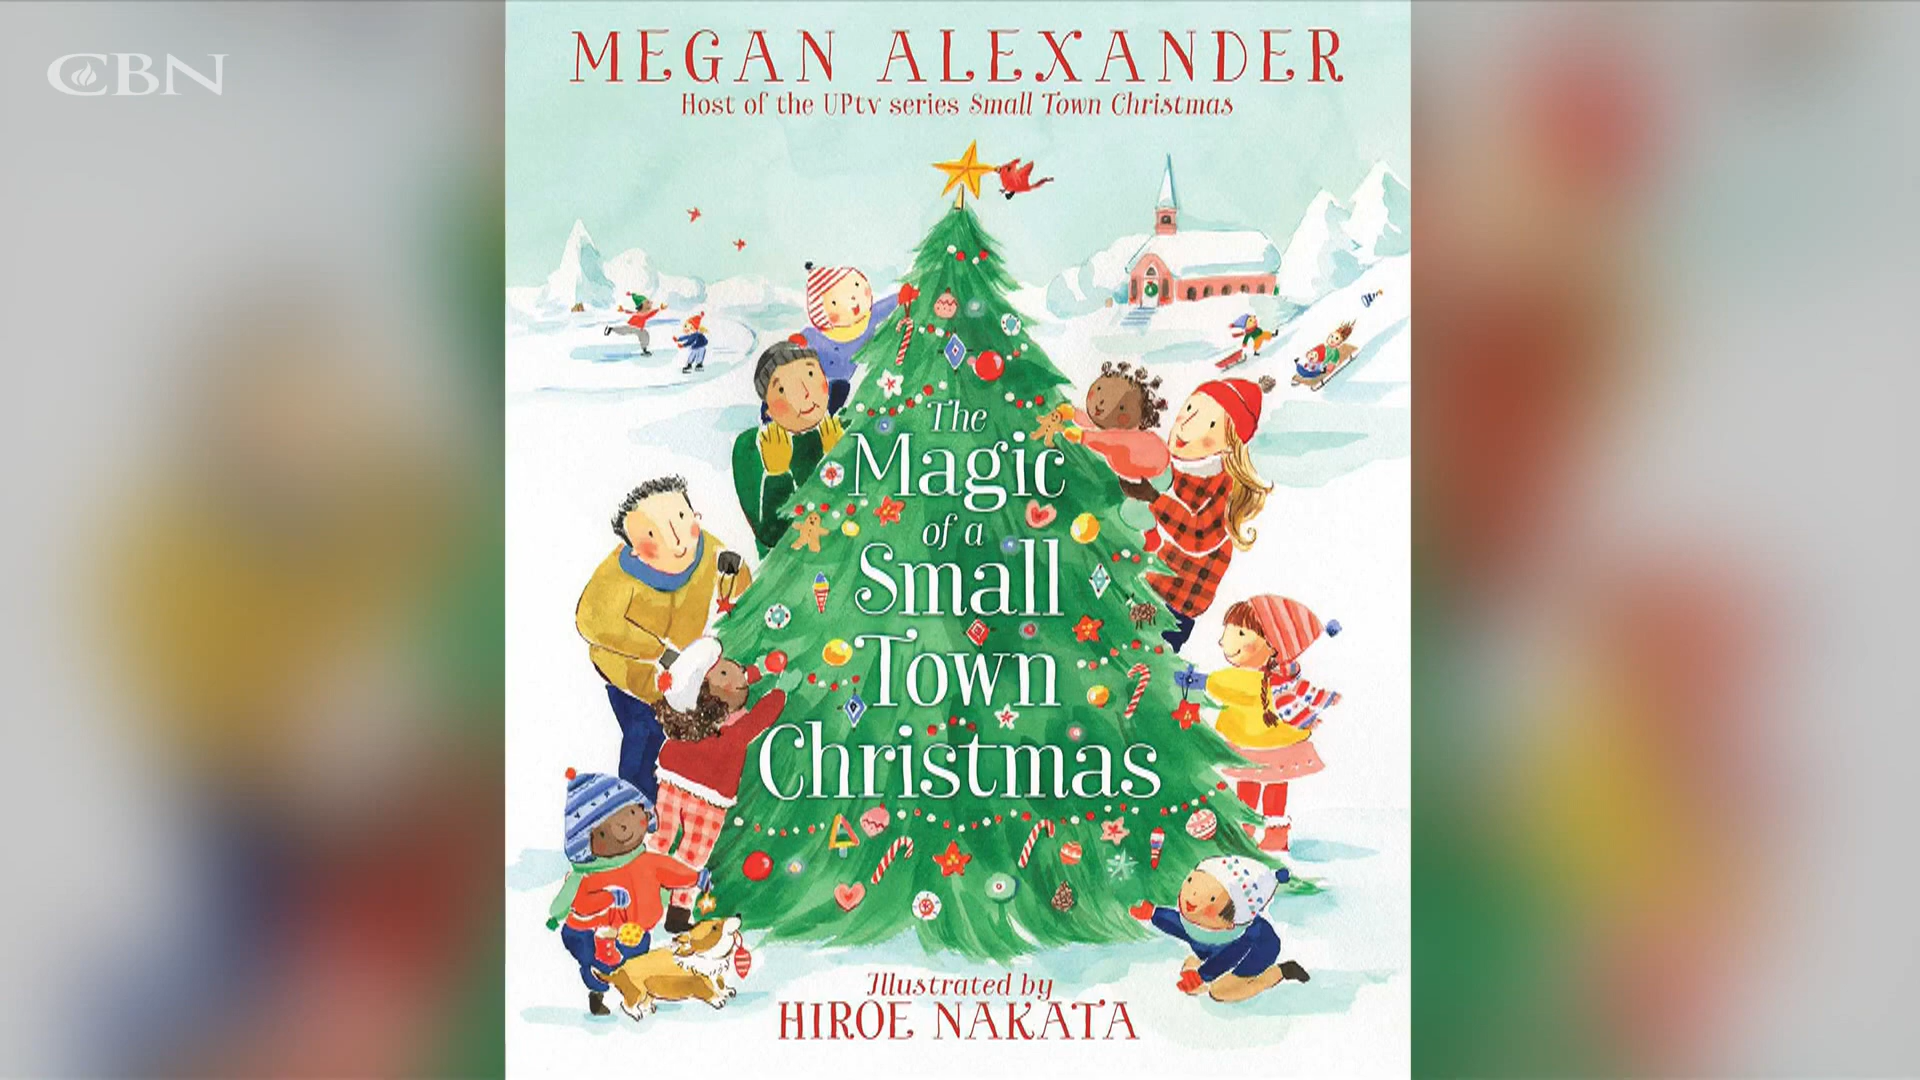 CBN
MEGAN ALEXANDER
Host of the UPtv series Small Town Christmas
The
Magic
of a
Small
Town
Christmas
Illustrated by
HIROE NAKATA